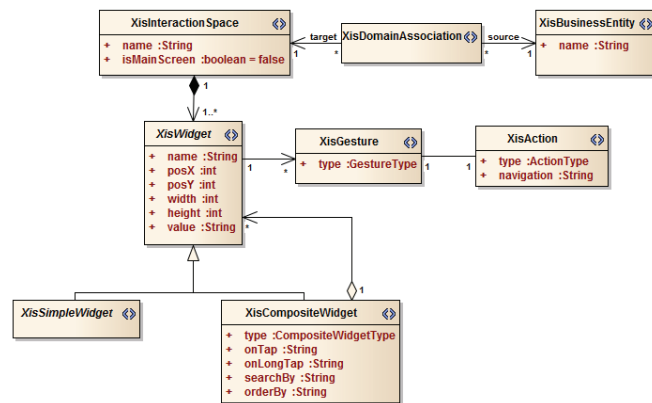 XisInteractionSpace
+ name :String
+ isMainScreen :boolean = false
target
1
*
XisDomainAssociation
source
*
1
XisBusinessEntity
+ name :String
1
1..*
XisWidget
+ name :String
+ posX :int
+ posY :int
+ width :int
+ height :int
+ value :String
1
*
XisGesture
+ type :GestureType
1
1
XisAction
+ type :ActionType
+ navigation :String
*
1
XisSimpleWidget
XisCompositeWidget
+ type :CompositeWidgetType
+ onTap :String
+ onLongTap :String
+ searchBy :String
+ orderBy :String